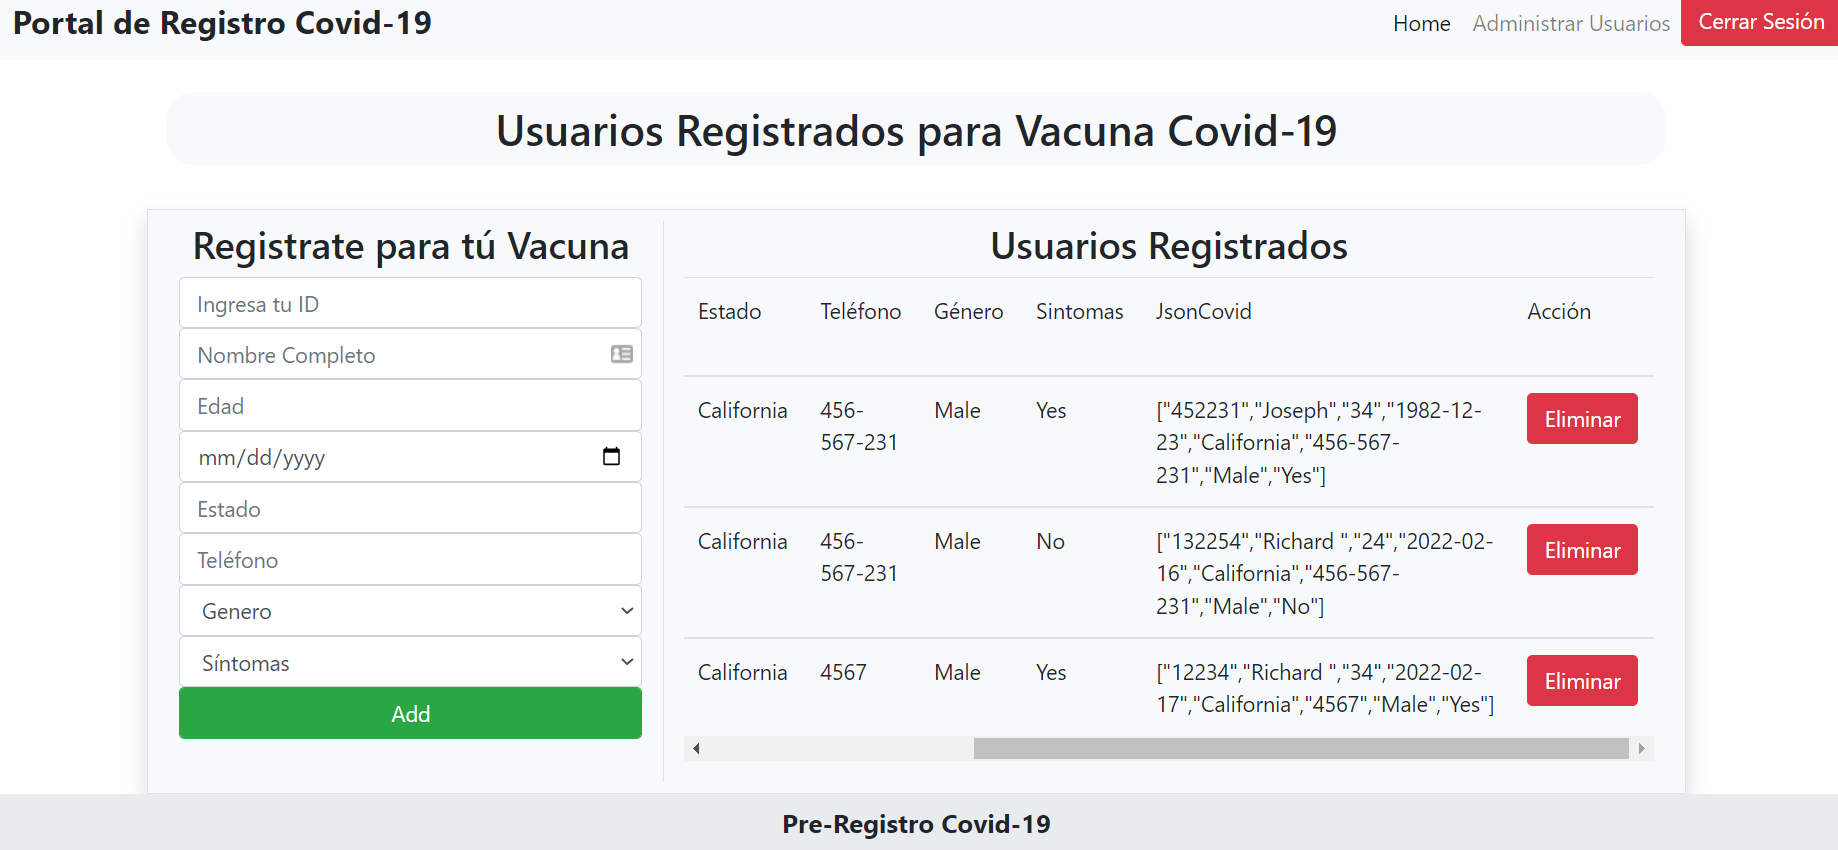 Portal de Registro Covid-19
Home Administrar Usuarios Cerrar Sesión
Usuarios Registrados para Vacuna Covid-19
Registrate para tú Vacuna
Ingresa tu ID
Nombre Completo
Edad
mm/dd/yyyy
Estado
Teléfono
Genero
Síntomas
Add
Usuarios Registrados
Estado Teléfono Género Sintomas JsonCovid Acción
California 456- Male Yes ["452231","Joseph","34","1982-12- Eliminar
567-231 23","California","456-567-
231","Male","Yes"]
California 456- Male No ["132254","Richard ","24","2022-02- Eliminar
567-231 16","California","456-567-
231","Male","No"]
California 4567 Male Yes ["12234","Richard ","34","2022-02- Eliminar
17","California","4567","Male","Yes"]
Pre-Registro Covid-19